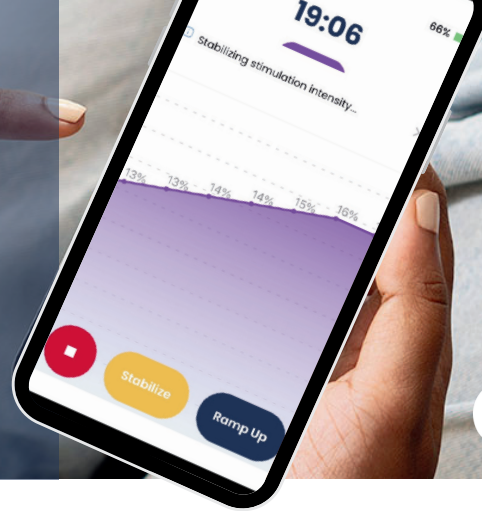 19:06
66%
Stabilizing stimulation intensity...
13% 13% 14% 14% 15% 16%
Stabilize
Ramp Up